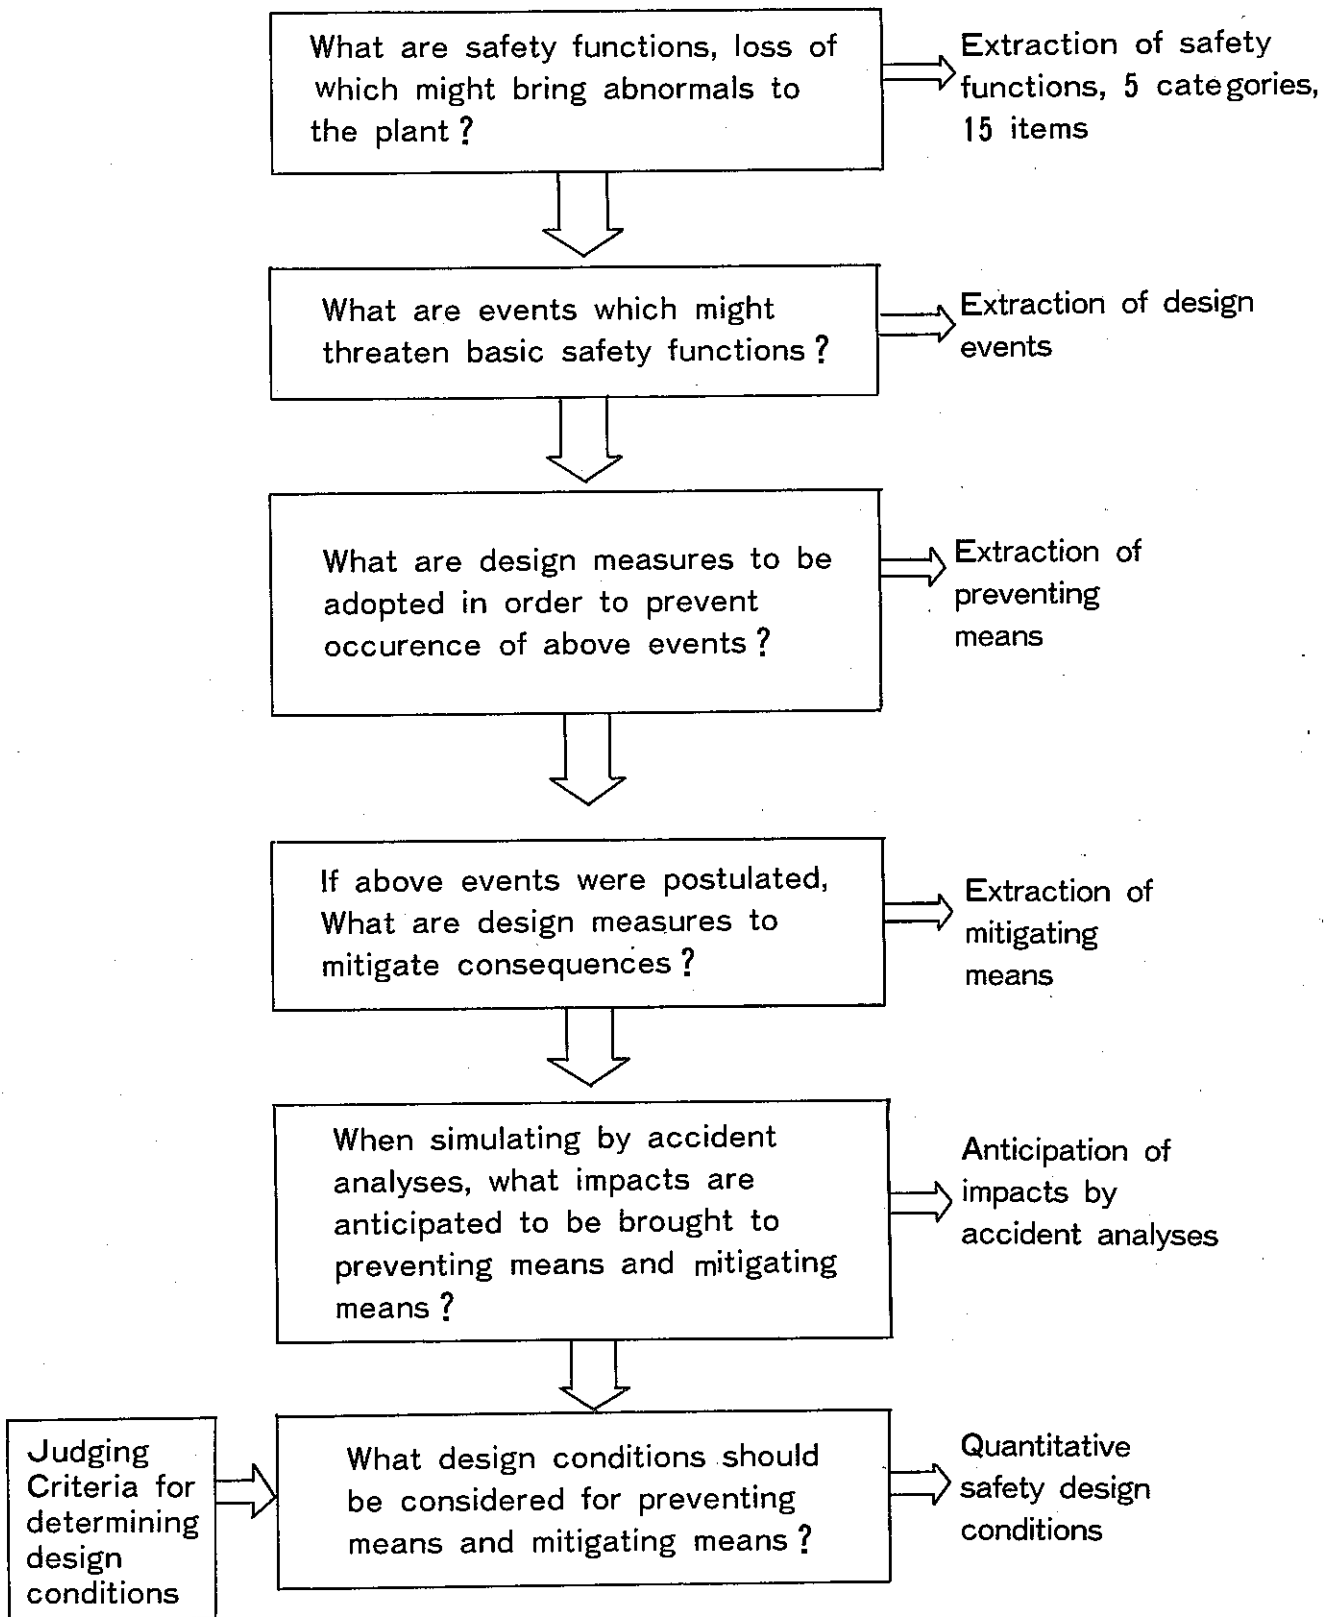 What are safety functions, loss of
which might bring abnormals to
the plant ?
Extraction of safety
functions, 5 categories,
15 items
What are events which might
threaten basic safety functions ?
Extraction of design
events
What are design measures to be
adopted in order to prevent
occurence of above events ?
Extraction of
preventing
means
If above events were postulated,
What are design measures to
mitigate consequences ?
Extraction of
mitigating
means
When simulating by accident
analyses, what impacts are
anticipated to be brought to
preventing means and mitigating
means ?
Anticipation of
impacts by
accident analyses
Judging
Criteria for
determining
design
conditions
What design conditions should
be considered for preventing
means and mitigating means ?
Quantitative
safety design
conditions